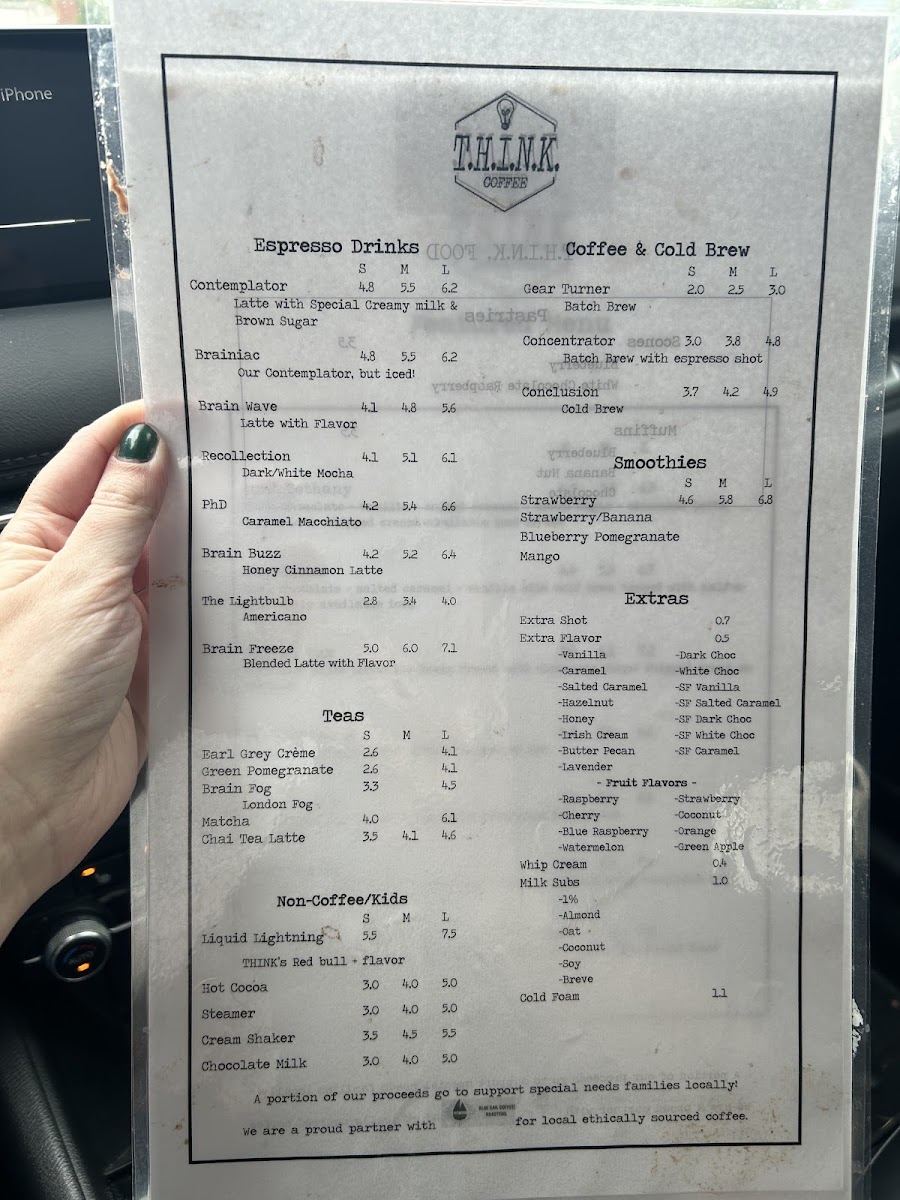 iPhone
T.H.I.N.K.
COFFEE
Espresso Drinks
S M L
Contemplator 4.8 5.5 6.2
Latte with Special Creamy milk &
Brown Sugar
Brainiac 4.8 5.5 6.2
Our Contemplator, but iced!
Brain Wave 4.1 4.8 5.6
Latte with Flavor
Recollection 4.1 5.1 6.1
Dark/White Mocha
PhD 4.2 5.4 6.6
Caramel Macchiato
Brain Buzz 4.2 5.2 6.4
Honey Cinnamon Latte
The Lightbulb 2.8 3.4 4.0
Americano
Brain Freeze 5.0 6.0 7.1
Blended Latte with Flavor
Teas
S M L
Earl Grey Crème 2.6 4.1
Green Pomegranate 2.6 4.1
Brain Fog 3.3 4.5
London Fog
Matcha 4.0 6.1
Chai Tea Latte 3.5 4.1 4.6
Non-Coffee/Kids
S M L
Liquid Lightning 5.5 7.5
THINK's Red bull + flavor
Hot Cocoa 3.0 4.0 5.0
Steamer 3.0 4.0 5.0
Cream Shaker 3.5 4.5 5.5
Chocolate Milk 3.0 4.0 5.0
Coffee & Cold Brew
S M L
Gear Turner 2.0 2.5 3.0
Batch Brew
Concentrator 3.0 3.8 4.8
Batch Brew with espresso shot
Conclusion 3.7 4.2 4.9
Cold Brew
Smoothies
S M L
Strawberry 4.6 5.8 6.8
Strawberry/Banana
Blueberry Pomegranate
Mango
Extras
Extra Shot 0.7
Extra Flavor 0.5
-Vanilla -Dark Choc
-Caramel -White Choc
-Salted Caramel -SF Vanilla
-Hazelnut -SF Salted Caramel
-Honey -SF Dark Choc
-Irish Cream -SF White Choc
-Butter Pecan -SF Caramel
-Lavender
- Fruit Flavors -
-Raspberry -Strawberry
-Cherry -Coconut
-Blue Raspberry -Orange
-Watermelon -Green Apple
Whip Cream 0.4
Milk Subs 1.0
-1%
-Almond
-Oat
-Coconut
-Soy
-Breve
Cold Foam 1.1
A portion of our proceeds go to support special needs families locally!
We are a proud partner with BLUE SAIL COFFEE ROASTERS for local ethically sourced coffee.